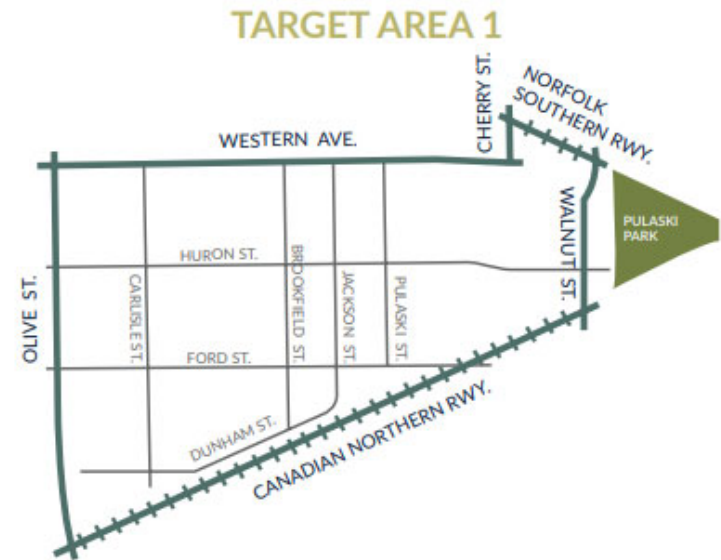 TARGET AREA 1
CHERRY ST.
NORFOLK
SOUTHERN RWY.
WESTERN AVE.
WALNUT ST.
PULASKI
PARK
HURON ST.
OLIVE ST.
CARLISLE ST.
BROOKFIELD ST.
JACKSON ST.
PULASKI ST.
FORD ST.
DUNHAM ST.
CANADIAN NORTHERN RWY.